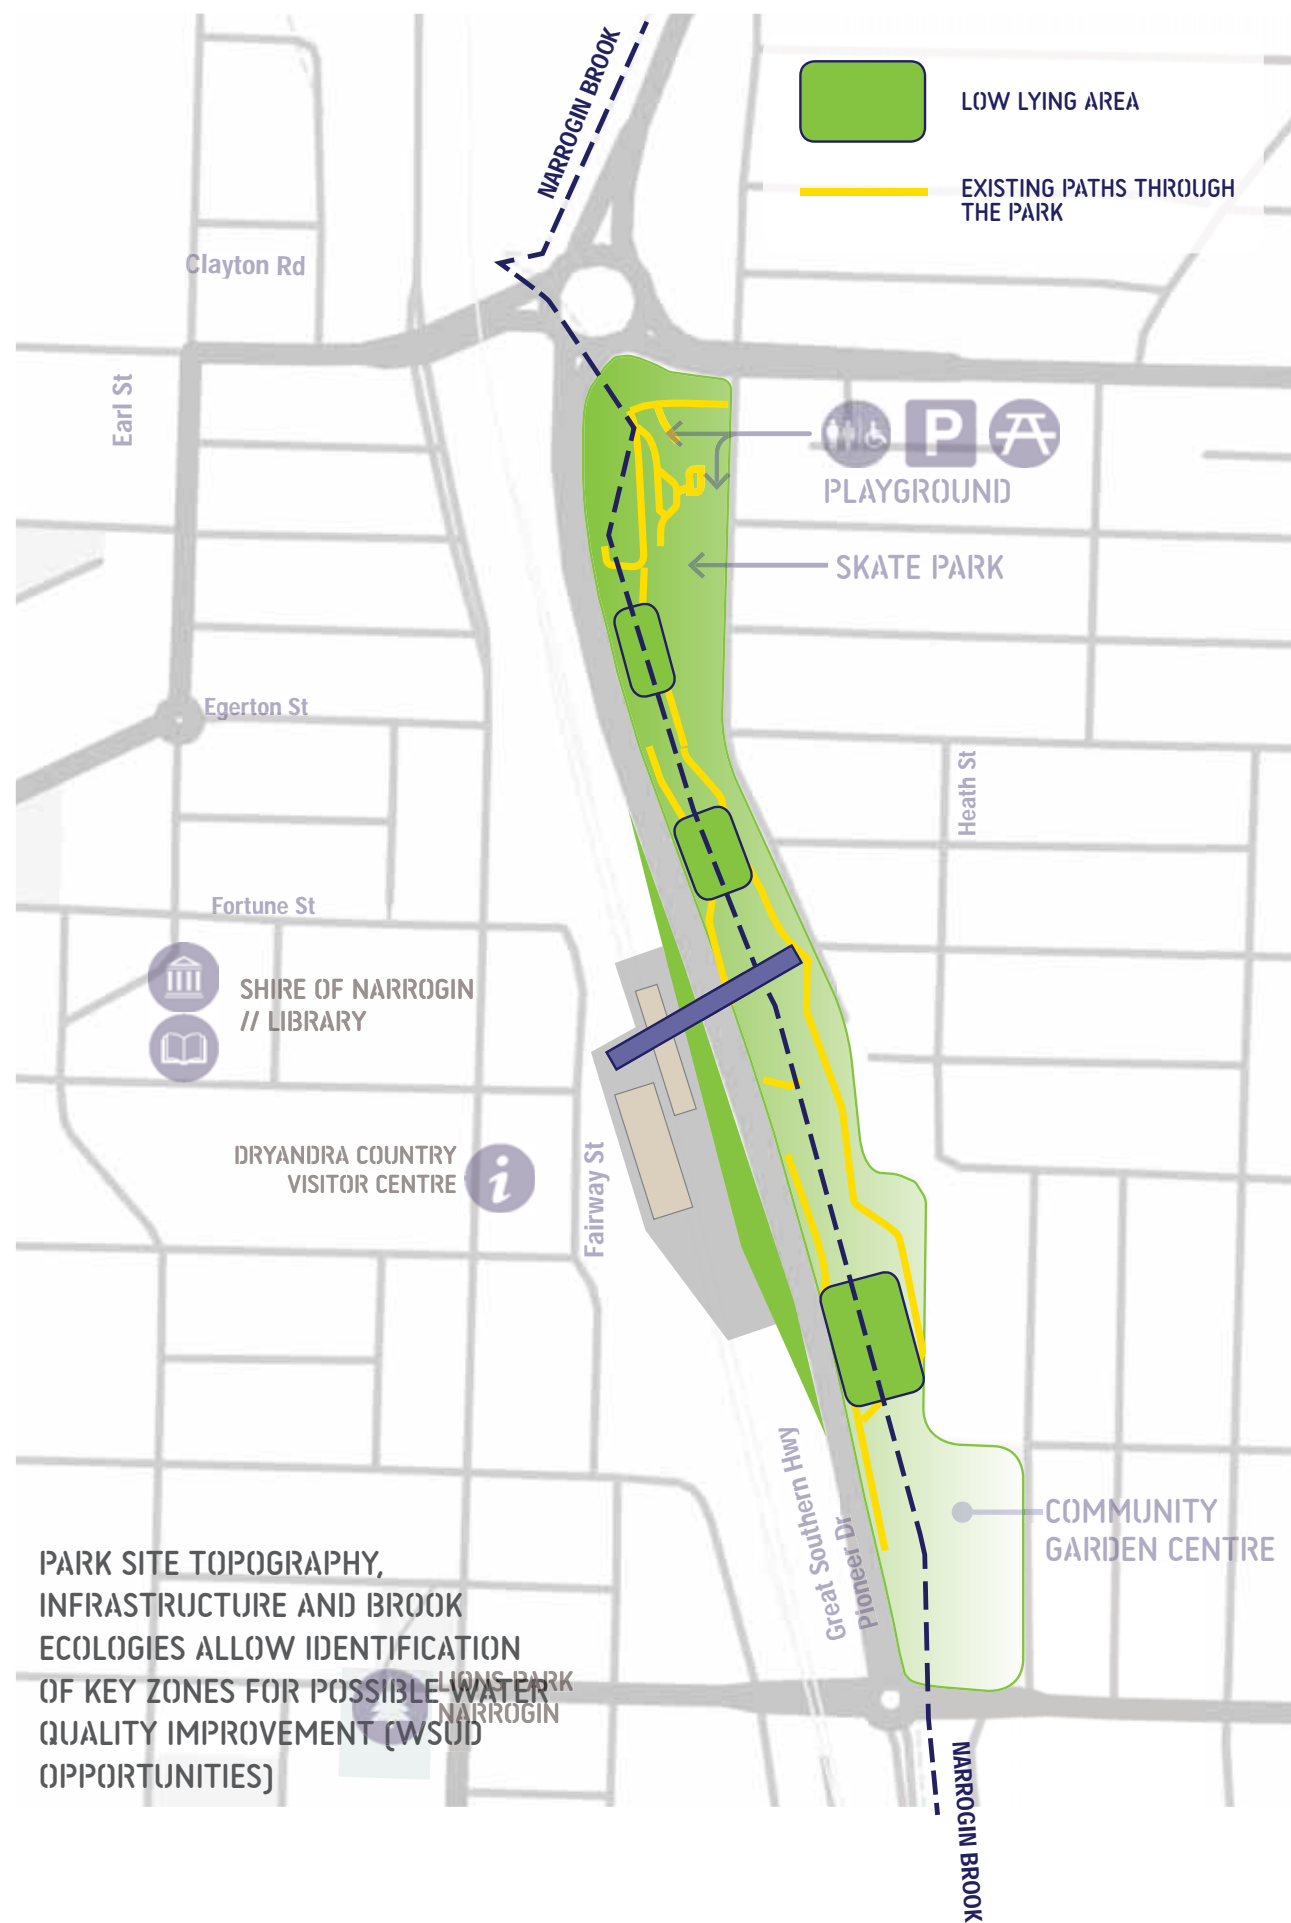 NARROGIN BROOK
LOW LYING AREA
EXISTING PATHS THROUGH
THE PARK
Clayton Rd
Earl St
P
PLAYGROUND
SKATE PARK
Egerton St
Heath St
Fortune St
SHIRE OF NARROGIN
// LIBRARY
DRYANDRA COUNTRY
VISITOR CENTRE
i
Fairway St
Great Southern Hwy
Pioneer Dr
COMMUNITY
GARDEN CENTRE
PARK SITE TOPOGRAPHY,
INFRASTRUCTURE AND BROOK
ECOLOGIES ALLOW IDENTIFICATION
OF KEY ZONES FOR POSSIBLE WATER
QUALITY IMPROVEMENT (WSUD
OPPORTUNITIES)
LIONS PARK
NARROGIN
NARROGIN BROOK